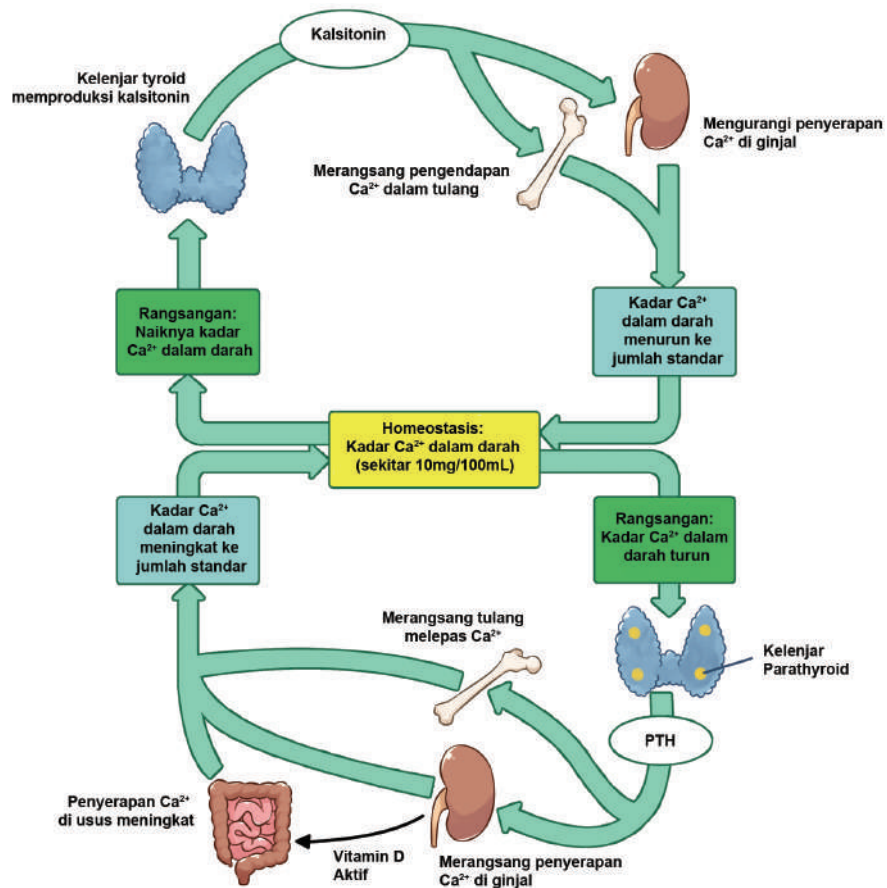 Kalsitonin
Kelenjar tyroid
memproduksi kalsitonin
Mengurangi penyerapan
Ca²⁺ di ginjal
Merangsang pengendapan
Ca²⁺ dalam tulang
Rangsangan:
Naiknya kadar
Ca²⁺ dalam darah
Kadar Ca²⁺
dalam darah
menurun ke
jumlah standar
Homeostasis:
Kadar Ca²⁺ dalam darah
(sekitar 10mg/100mL)
Kadar Ca²⁺
dalam darah
meningkat ke
jumlah standar
Rangsangan:
Kadar Ca²⁺ dalam
darah turun
Merangsang tulang
melepas Ca²⁺
Kelenjar
Parathyroid
PTH
Penyerapan Ca²⁺
di usus meningkat
Vitamin D
Aktif
Merangsang penyerapan
Ca²⁺ di ginjal